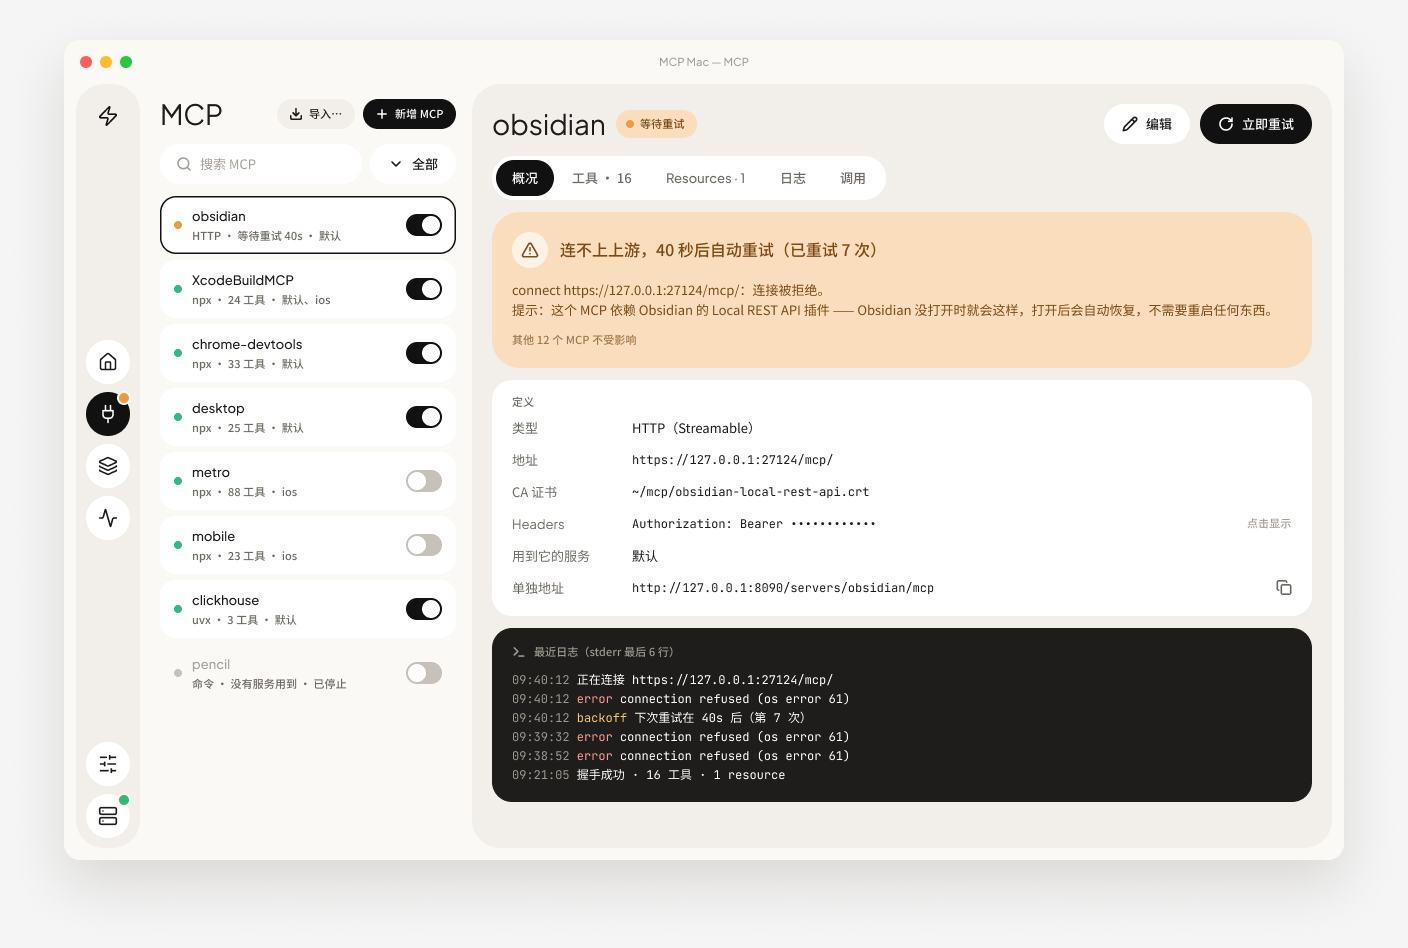 MCP Mac — MCP
MCP
导入…
新增 MCP
搜索 MCP
全部
obsidian
HTTP · 等待重试 40s · 默认
XcodeBuildMCP
npx · 24 工具 · 默认、ios
chrome-devtools
npx · 33 工具 · 默认
desktop
npx · 25 工具 · 默认
metro
npx · 88 工具 · ios
mobile
npx · 23 工具 · ios
clickhouse
uvx · 3 工具 · 默认
pencil
命令 · 没有服务用到 · 已停止
obsidian
等待重试
编辑
立即重试
概况
工具 · 16
Resources · 1
日志
调用
连不上上游，40 秒后自动重试（已重试 7 次）
connect https://127.0.0.1:27124/mcp/：连接被拒绝。
提示：这个 MCP 依赖 Obsidian 的 Local REST API 插件 —— Obsidian 没打开时就会这样，打开后会自动恢复，不需要重启任何东西。
其他 12 个 MCP 不受影响
定义
类型 HTTP（Streamable）
地址 https://127.0.0.1:27124/mcp/
CA 证书 ~/mcp/obsidian-local-rest-api.crt
Headers Authorization: Bearer •••••••••••• 点击显示
用到它的服务 默认
单独地址 http://127.0.0.1:8090/servers/obsidian/mcp
最近日志（stderr 最后 6 行）
09:40:12 正在连接 https://127.0.0.1:27124/mcp/
09:40:12 error connection refused (os error 61)
09:40:12 backoff 下次重试在 40s 后（第 7 次）
09:39:32 error connection refused (os error 61)
09:38:52 error connection refused (os error 61)
09:21:05 握手成功 · 16 工具 · 1 resource